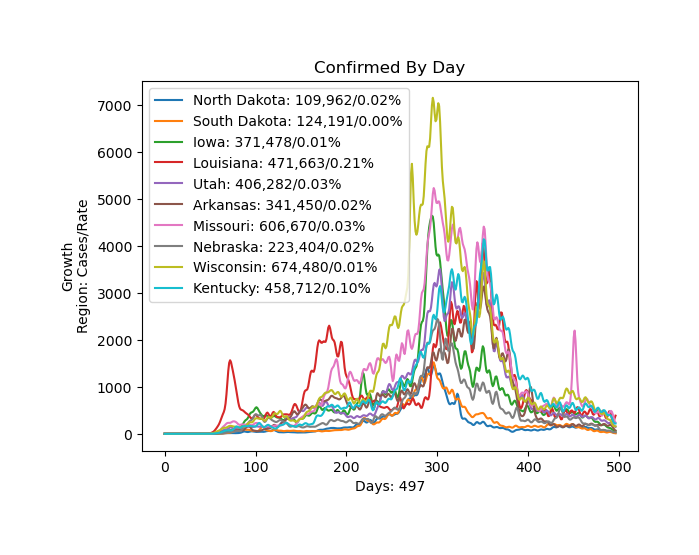 Confirmed By Day
North Dakota: 109,962/0.02%
South Dakota: 124,191/0.00%
Iowa: 371,478/0.01%
Louisiana: 471,663/0.21%
Utah: 406,282/0.03%
Arkansas: 341,450/0.02%
Missouri: 606,670/0.03%
Nebraska: 223,404/0.02%
Wisconsin: 674,480/0.01%
Kentucky: 458,712/0.10%
Growth
Region: Cases/Rate
7000
6000
5000
4000
3000
2000
1000
0
0 100 200 300 400 500
Days: 497